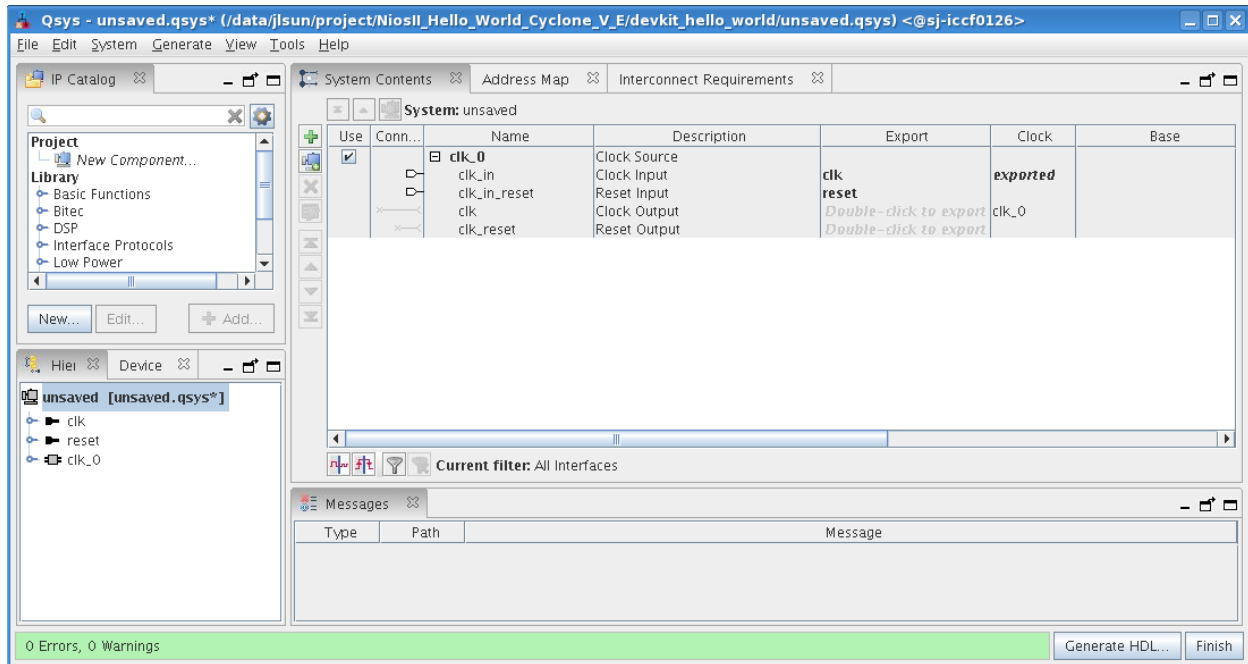 Qsys - unsaved.qsys* (/data/jlsun/project/NiosII_Hello_World_Cyclone_V_E/devkit_hello_world/unsaved.qsys) <@sj-iccf0126>
File Edit System Generate View Tools Help
IP Catalog
Project
New Component...
Library
Basic Functions
Bitec
DSP
Interface Protocols
Low Power
New... Edit... Add...
Hier Device
unsaved [unsaved.qsys*]
clk
reset
clk_0
System Contents Address Map Interconnect Requirements
System: unsaved
Use Conn... Name Description Export Clock Base
clk_0 Clock Source
clk_in Clock Input clk exported
clk_in_reset Reset Input reset
clk Clock Output Double-click to export clk_0
clk_reset Reset Output Double-click to export
Current filter: All Interfaces
Messages
Type Path Message
0 Errors, 0 Warnings
Generate HDL... Finish